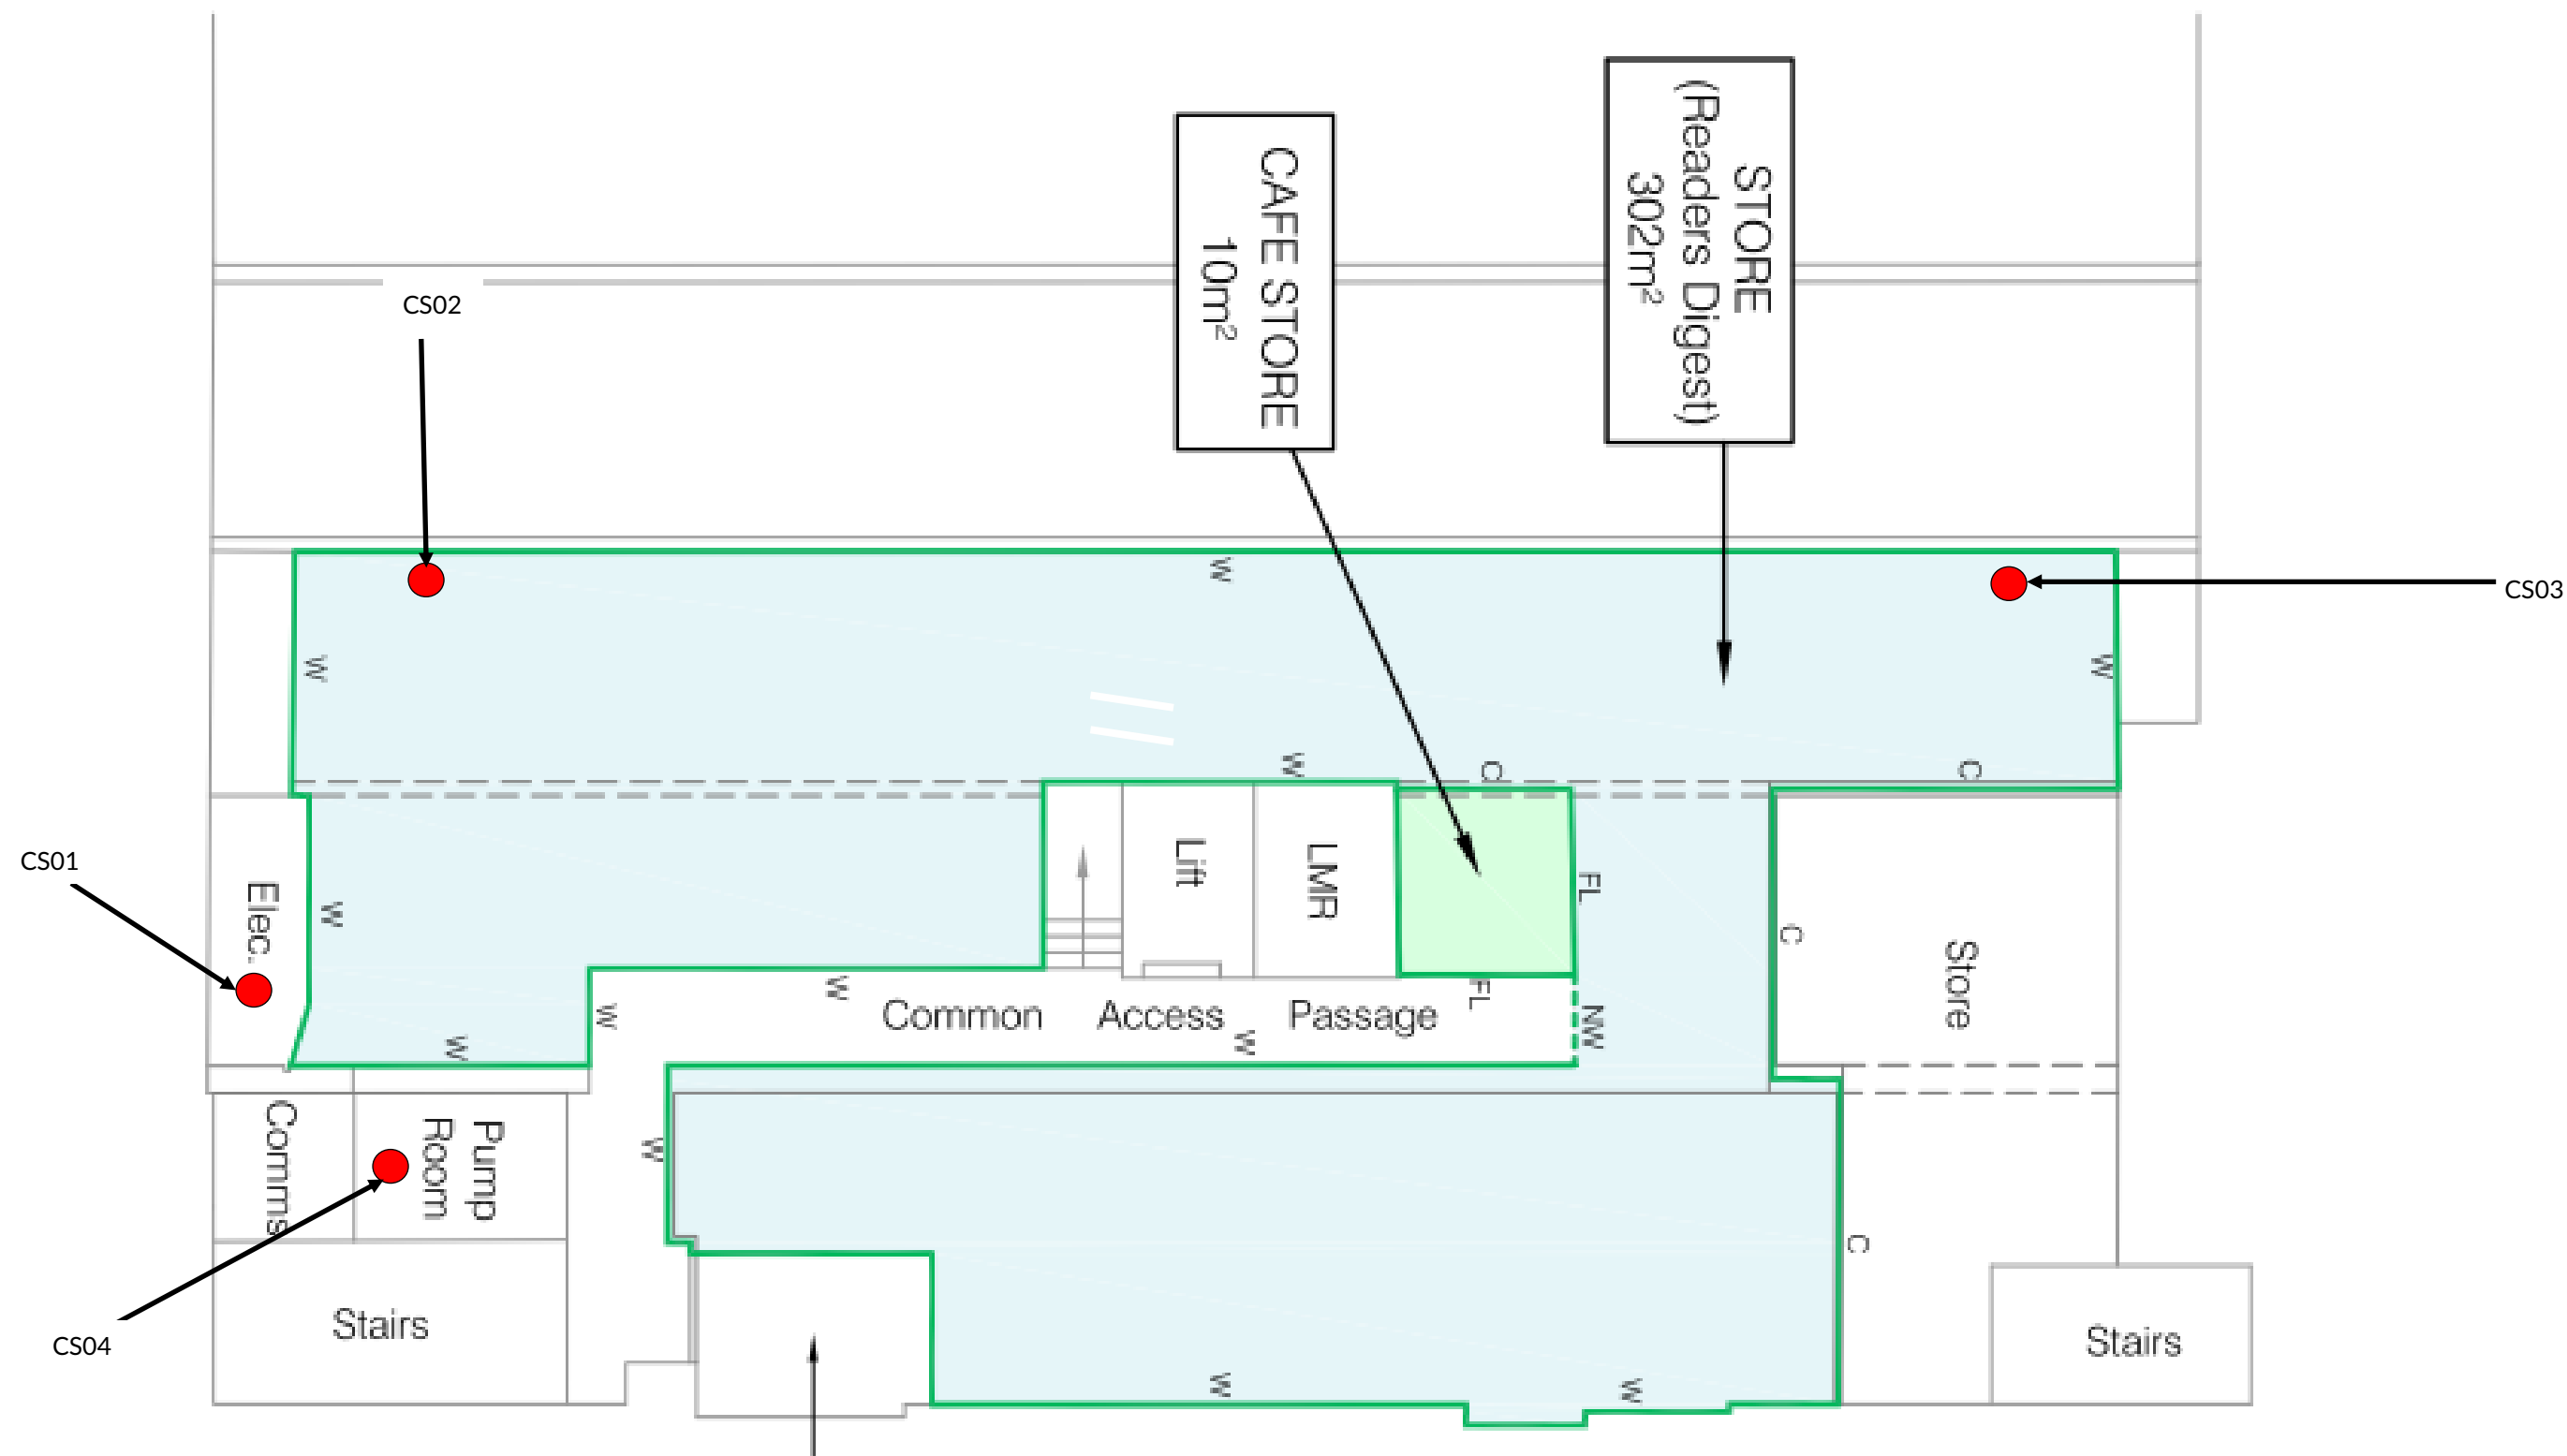 STORE
(Readers Digest)
302m²
CAFE STORE
10m²
CS02
W
CS03
W
W
W
C
C
CS01
Elec.
W
Lift
LMR
FL
C
Store
W
W
FL
Common Access Passage
NW
W
W
Comms
Pump
Room
W
C
CS04
Stairs
Stairs
W
W